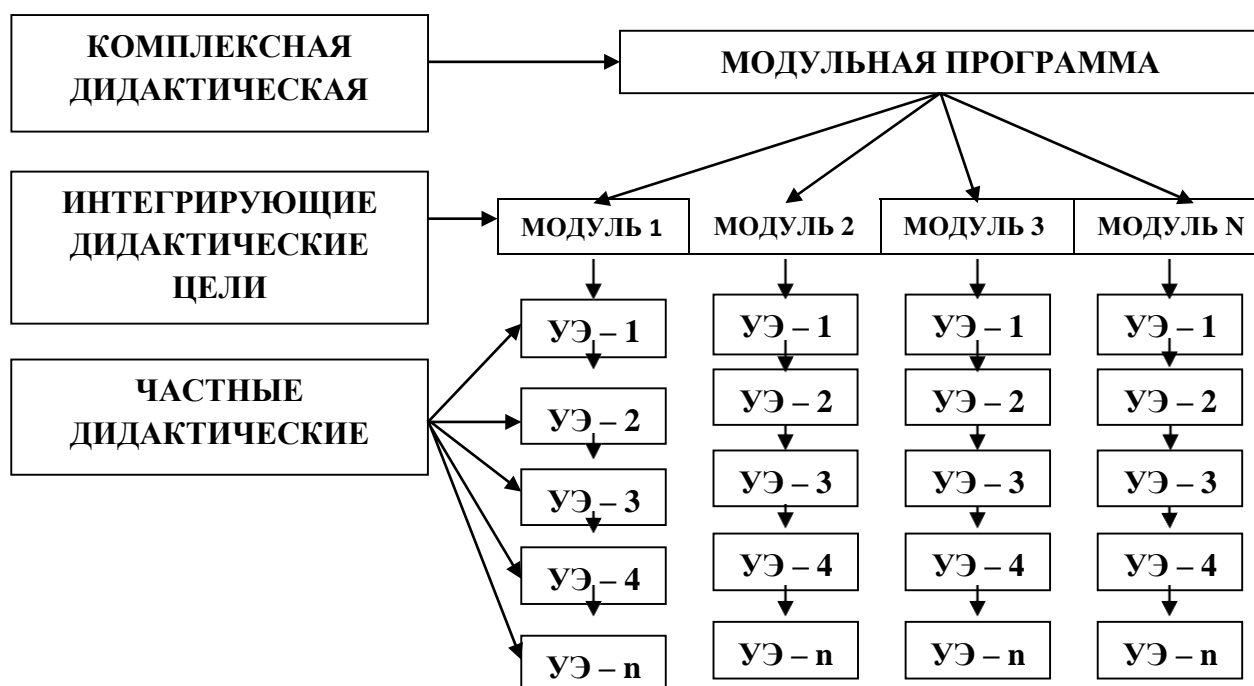 КОМПЛЕКСНАЯ
ДИДАКТИЧЕСКАЯ
МОДУЛЬНАЯ ПРОГРАММА
ИНТЕГРИРУЮЩИЕ
ДИДАКТИЧЕСКИЕ
ЦЕЛИ
МОДУЛЬ 1
МОДУЛЬ 2
МОДУЛЬ 3
МОДУЛЬ N
ЧАСТНЫЕ
ДИДАКТИЧЕСКИЕ
УЭ – 1
УЭ – 1
УЭ – 1
УЭ – 1
УЭ – 2
УЭ – 2
УЭ – 2
УЭ – 2
УЭ – 3
УЭ – 3
УЭ – 3
УЭ – 3
УЭ – 4
УЭ – 4
УЭ – 4
УЭ – 4
УЭ – n
УЭ – n
УЭ – n
УЭ – n